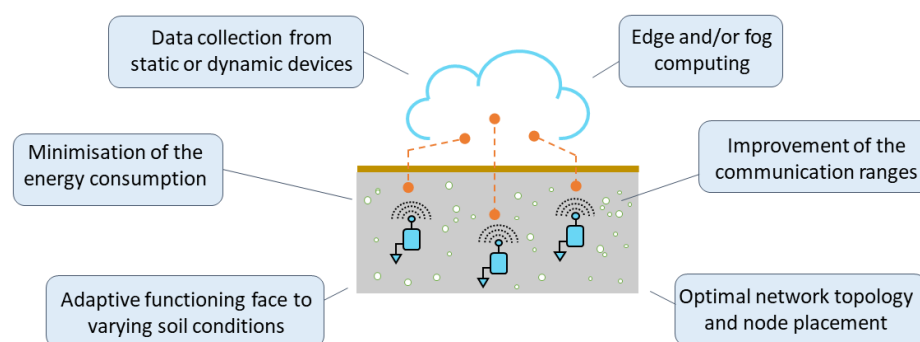 Data collection from
static or dynamic devices
Edge and/or fog
computing
Minimisation of the
energy consumption
Improvement of the
communication ranges
Adaptive functioning face to
varying soil conditions
Optimal network topology
and node placement